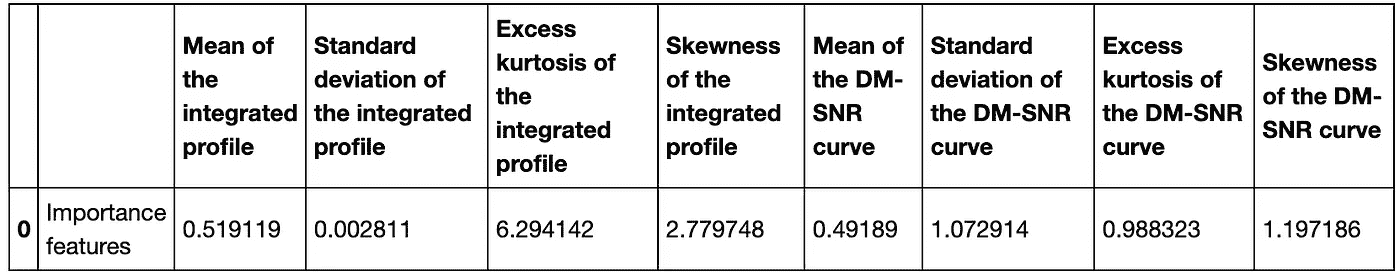 Mean of
the
integrated
profile
Standard
deviation of
the integrated
profile
Excess
kurtosis of
the
integrated
profile
Skewness
of the
integrated
profile
Mean of
the DM-
SNR
curve
Standard
deviation of
the DM-SNR
curve
Excess
kurtosis of
the DM-SNR
curve
Skewness
of the DM-
SNR curve
0
Importance
features
0.519119
0.002811
6.294142
2.779748
0.49189
1.072914
0.988323
1.197186